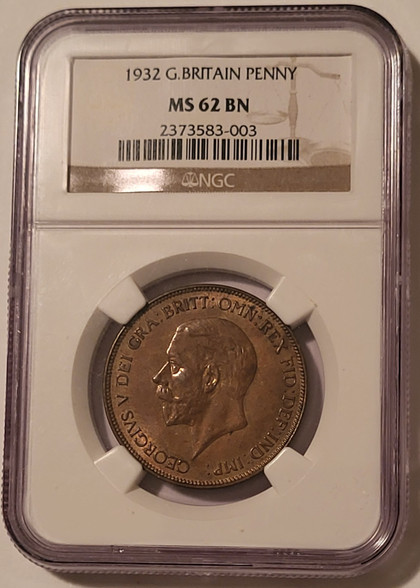 1932 G.BRITAIN PENNY
MS 62 BN
2373583-003
NGC
GEORGIVS V DEI GRA: BRITT: OMN: REX FID: DEF: IND: IMP: